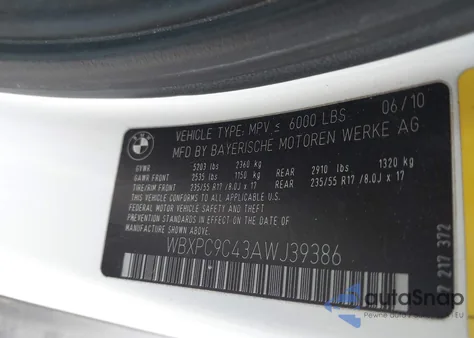 BMW
VEHICLE TYPE: MPV ≤ 6000 LBS 06/10
MFD BY BAYERISCHE MOTOREN WERKE AG
GVWR 5203 lbs 2360 kg
GAWR FRONT 2535 lbs 1150 kg REAR 2910 lbs 1320 kg
TIRE/RIM FRONT 235/55 R17 /8.0J x 17 REAR 235/55 R17 /8.0J x 17
THIS VEHICLE CONFORMS TO ALL APPLICABLE U.S.
FEDERAL MOTOR VEHICLE SAFETY STANDARDS
IN EFFECT ON THE DATE OF MANUFACTURE SHOWN ABOVE
WBXPC9C43AWJ39386
7 217 372
autoSnap